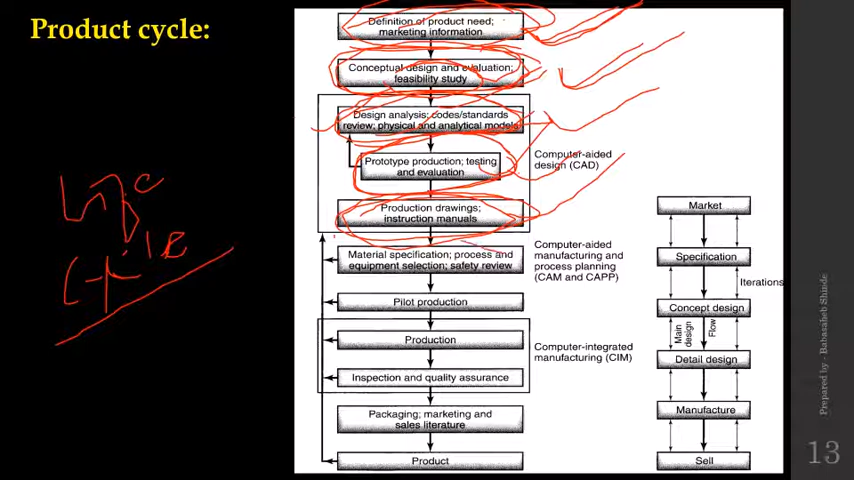 Product cycle:
Definition of product need;
marketing information
Conceptual design and evaluation;
feasibility study
Design analysis; codes/standards
review; physical and analytical models
Prototype production; testing
and evaluation
Computer-aided
design (CAD)
Production drawings;
instruction manuals
Material specification; process and
equipment selection; safety review
Computer-aided
manufacturing and
process planning
(CAM and CAPP)
Pilot production
Production
Inspection and quality assurance
Computer-integrated
manufacturing (CIM)
Packaging; marketing and
sales literature
Product
Market
Specification
Iterations
Concept design
Main
design
Flow
Detail design
Manufacture
Sell
Prepared by - Babasaheb Shinde
13